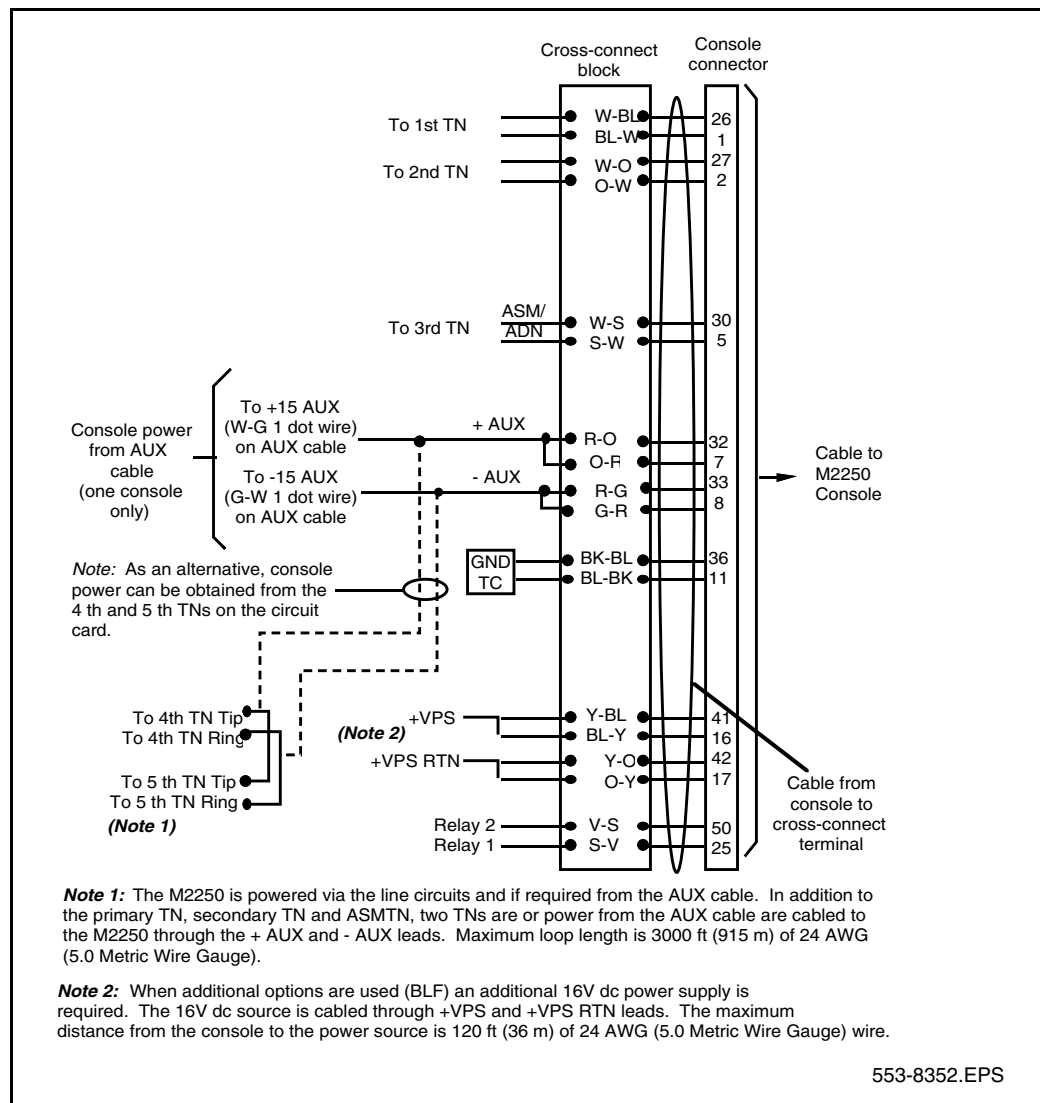 Cross-connect
block
Console
connector
To 1st TN
W-BL
26
BL-W
1
To 2nd TN
W-O
27
O-W
2
To 3rd TN
ASM/
ADN
W-S
30
S-W
5
Console power
from AUX
cable
(one console
only)
To +15 AUX
(W-G 1 dot wire)
on AUX cable
+ AUX
R-O
32
O-R
7
To -15 AUX
(G-W 1 dot wire)
on AUX cable
- AUX
R-G
33
G-R
8
Cable to
M2250
Console
GND
TC
BK-BL
36
BL-BK
11
Note: As an alternative, console
power can be obtained from the
4 th and 5 th TNs on the circuit
card.
To 4th TN Tip
To 4th TN Ring
To 5 th TN Tip
To 5 th TN Ring
(Note 1)
(Note 2)
+VPS
Y-BL
41
BL-Y
16
+VPS RTN
Y-O
42
O-Y
17
Relay 2
V-S
50
Relay 1
S-V
25
Cable from
console to
cross-connect
terminal
Note 1: The M2250 is powered via the line circuits and if required from the AUX cable. In addition to
the primary TN, secondary TN and ASMTN, two TNs are or power from the AUX cable are cabled to
the M2250 through the + AUX and - AUX leads. Maximum loop length is 3000 ft (915 m) of 24 AWG
(5.0 Metric Wire Gauge).
Note 2: When additional options are used (BLF) an additional 16V dc power supply is
required. The 16V dc source is cabled through +VPS and +VPS RTN leads. The maximum
distance from the console to the power source is 120 ft (36 m) of 24 AWG (5.0 Metric Wire Gauge) wire.
553-8352.EPS